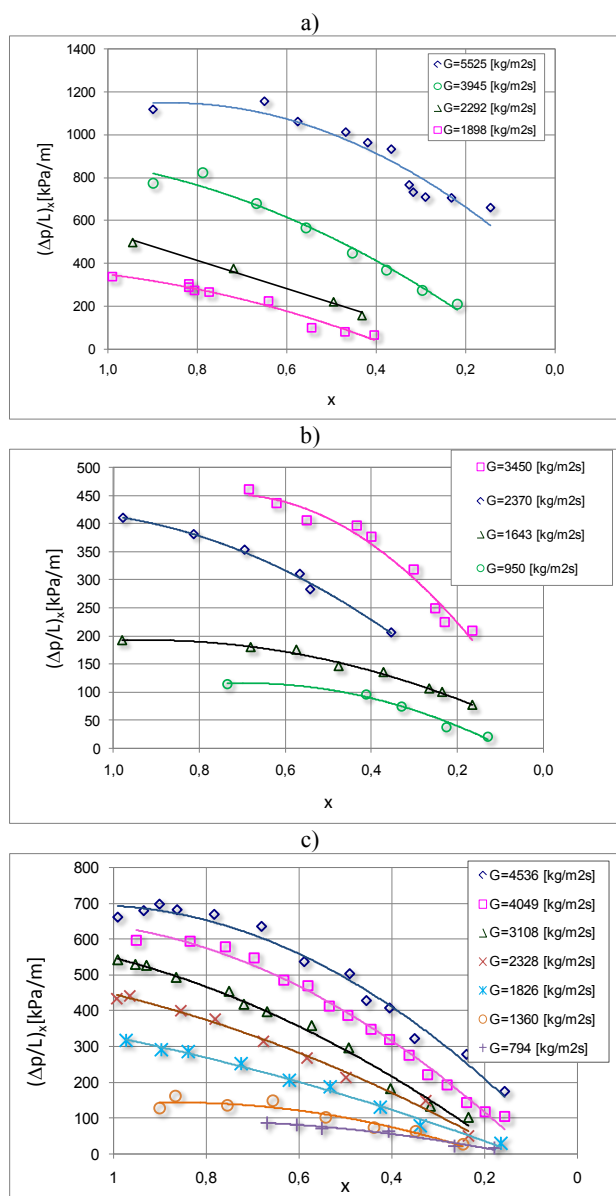 a)
1400
1200
1000
800
600
400
200
0
1,0
0,8
0,6
0,4
0,2
0,0
x
(Δp/L)x[kPa/m]
G=5525 [kg/m2s]
G=3945 [kg/m2s]
G=2292 [kg/m2s]
G=1898 [kg/m2s]
b)
500
450
400
350
300
250
200
150
100
50
0
1,0
0,8
0,6
0,4
0,2
0,0
x
(Δp/L)x[kPa/m]
G=3450 [kg/m2s]
G=2370 [kg/m2s]
G=1643 [kg/m2s]
G=950 [kg/m2s]
c)
800
700
600
500
400
300
200
100
0
1
0,8
0,6
0,4
0,2
0
x
(Δp/L)x[kPa/m]
G=4536 [kg/m2s]
G=4049 [kg/m2s]
G=3108 [kg/m2s]
G=2328 [kg/m2s]
G=1826 [kg/m2s]
G=1360 [kg/m2s]
G=794 [kg/m2s]